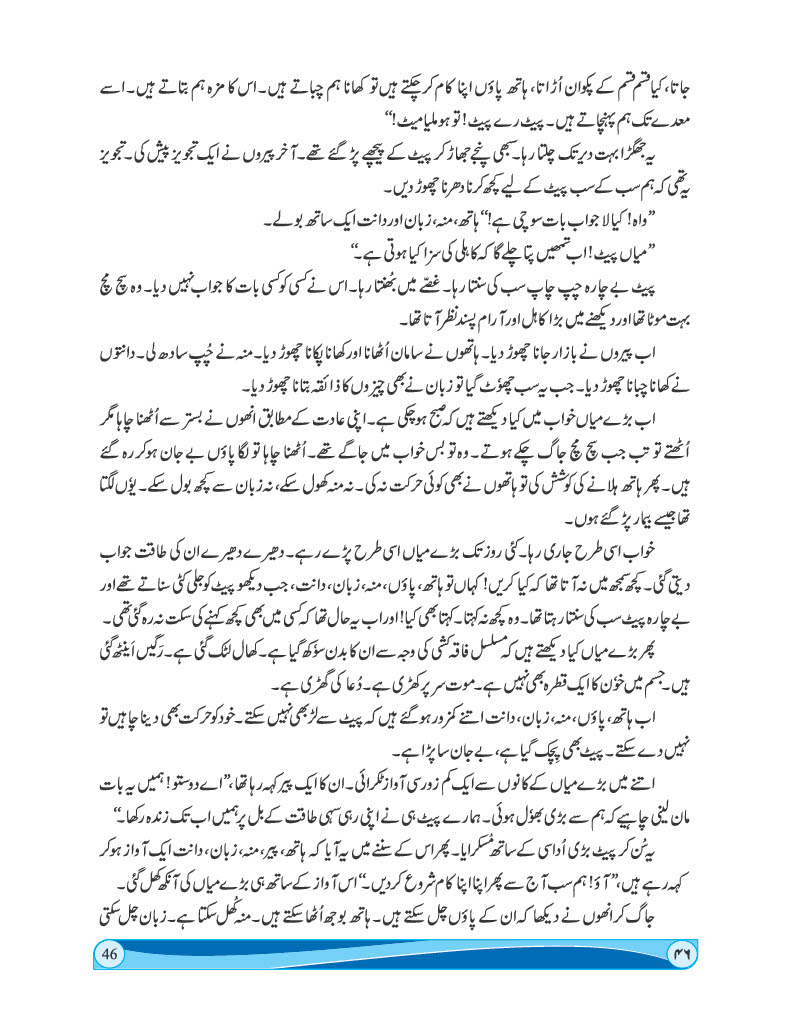 جاتا، کیا قسم قسم کے پکوان اُڑاتا، ہاتھ پاؤں اپنا کام کر چکتے ہیں تو کھانا ہم چباتے ہیں۔ اس کا مزہ ہم بتاتے ہیں۔ اسے
معدے تک ہم پہنچاتے ہیں۔ پیٹ رے پیٹ! تو ہو ملیا میٹ!“
یہ جھگڑا بہت دیر تک چلتا رہا۔ سبھی پنجے جھاڑ کر پیٹ کے پیچھے پڑ گئے تھے۔ آخر پیروں نے ایک تجویز پیش کی۔ تجویز
یہ تھی کہ ہم سب کے سب پیٹ کے لیے کچھ کرنا دھرنا چھوڑ دیں۔
”واہ! کیا لاجواب بات سوچی ہے!“ ہاتھ، منہ، زبان اور دانت ایک ساتھ بولے۔
”میاں پیٹ! اب تمھیں پتا چلے گا کہ کاہلی کی سزا کیا ہوتی ہے۔“
پیٹ بے چارہ چپ چاپ سب کی سنتا رہا۔ غصّے میں بُھنتا رہا۔ اس نے کسی کو کسی بات کا جواب نہیں دیا۔ وہ سچ مچ
بہت موٹا تھا اور دیکھنے میں بڑا کاہل اور آرام پسند نظر آتا تھا۔
اب پیروں نے بازار جانا چھوڑ دیا۔ ہاتھوں نے سامان اُٹھانا اور کھانا پکانا چھوڑ دیا۔ منہ نے چُپ سادھ لی۔ دانتوں
نے کھانا چبانا چھوڑ دیا۔ جب یہ سب چھوٗٹ گیا تو زبان نے بھی چیزوں کا ذائقہ بتانا چھوڑ دیا۔
اب بڑے میاں خواب میں کیا دیکھتے ہیں کہ صبح ہو چکی ہے۔ اپنی عادت کے مطابق انھوں نے بستر سے اُٹھنا چاہا مگر
اُٹھتے تو تب جب سچ مچ جاگ چکے ہوتے۔ وہ تو بس خواب میں جاگے تھے۔ اُٹھنا چاہا تو لگا پاؤں بے جان ہو کر رہ گئے
ہیں۔ پھر ہاتھ ہلانے کی کوشش کی تو ہاتھوں نے بھی کوئی حرکت نہ کی۔ نہ منہ کھول سکے، نہ زبان سے کچھ بول سکے۔ یوٗں لگتا
تھا جیسے بیمار پڑ گئے ہوں۔
خواب اسی طرح جاری رہا۔ کئی روز تک بڑے میاں اسی طرح پڑے رہے۔ دھیرے دھیرے ان کی طاقت جواب
دیتی گئی۔ کچھ سمجھ میں نہ آتا تھا کہ کیا کریں! کہاں تو ہاتھ، پاؤں، منہ، زبان، دانت، جب دیکھو پیٹ کو جلی کٹی سناتے تھے اور
بے چارہ پیٹ سب کی سنتا رہتا تھا۔ وہ کچھ نہ کہتا۔ کہتا بھی کیا! اور اب یہ حال تھا کہ کسی میں بھی کچھ کہنے کی سکت نہ رہ گئی تھی۔
پھر بڑے میاں کیا دیکھتے ہیں کہ مسلسل فاقہ کشی کی وجہ سے ان کا بدن سوٗکھ گیا ہے۔ کھال لٹک گئی ہے۔ رَگیں اَینٹھ گئی
ہیں۔ جسم میں خوٗن کا ایک قطرہ بھی نہیں ہے۔ موت سر پر کھڑی ہے۔ دُعا کی گھڑی ہے۔
اب ہاتھ، پاؤں، منہ، زبان، دانت اتنے کمزور ہو گئے ہیں کہ پیٹ سے لڑ بھی نہیں سکتے۔ خود کو حرکت بھی دینا چاہیں تو
نہیں دے سکتے۔ پیٹ بھی پِچک گیا ہے، بے جان سا پڑا ہے۔
اتنے میں بڑے میاں کے کانوں سے ایک کم زور سی آواز ٹکرائی۔ ان کا ایک پیر کہہ رہا تھا، ”اے دوستو! ہمیں یہ بات
مان لینی چاہیے کہ ہم سے بڑی بھوٗل ہوئی۔ ہمارے پیٹ ہی نے اپنی رہی سہی طاقت کے بل پر ہمیں اب تک زندہ رکھا۔“
یہ سُن کر پیٹ بڑی اُداسی کے ساتھ مُسکرایا۔ پھر اس کے سننے میں یہ آیا کہ ہاتھ، پیر، منہ، زبان، دانت ایک آواز ہو کر
کہہ رہے ہیں، ”آؤ! ہم سب آج سے پھر اپنا اپنا کام شروع کر دیں۔“ اس آواز کے ساتھ ہی بڑے میاں کی آنکھ کھل گئی۔
جاگ کر انھوں نے دیکھا کہ ان کے پاؤں چل سکتے ہیں۔ ہاتھ بوجھ اُٹھا سکتے ہیں۔ منہ کُھل سکتا ہے۔ زبان چل سکتی
46
۴۶